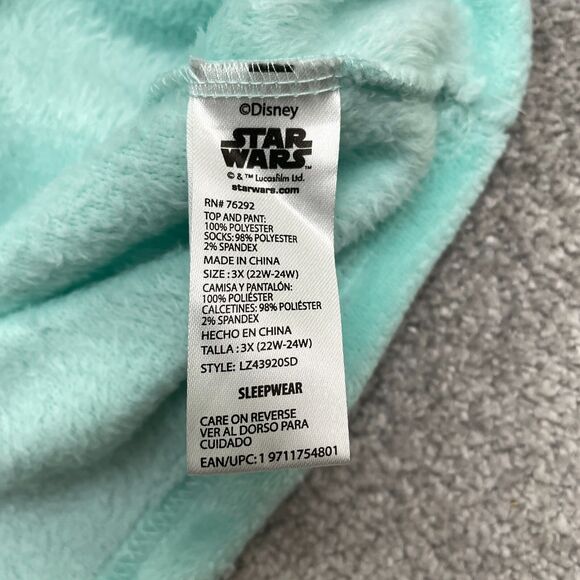 ©Disney
STAR
WARS™
© & ™ Lucasfilm Ltd.
starwars.com
RN# 76292
TOP AND PANT:
100% POLYESTER
SOCKS: 98% POLYESTER
2% SPANDEX
MADE IN CHINA
SIZE : 3X (22W-24W)
CAMISA Y PANTALÓN:
100% POLIÉSTER
CALCETINES: 98% POLIÉSTER
2% SPANDEX
HECHO EN CHINA
TALLA : 3X (22W-24W)
STYLE: LZ43920SD
SLEEPWEAR
CARE ON REVERSE
VER AL DORSO PARA
CUIDADO
EAN/UPC: 1 9711754801